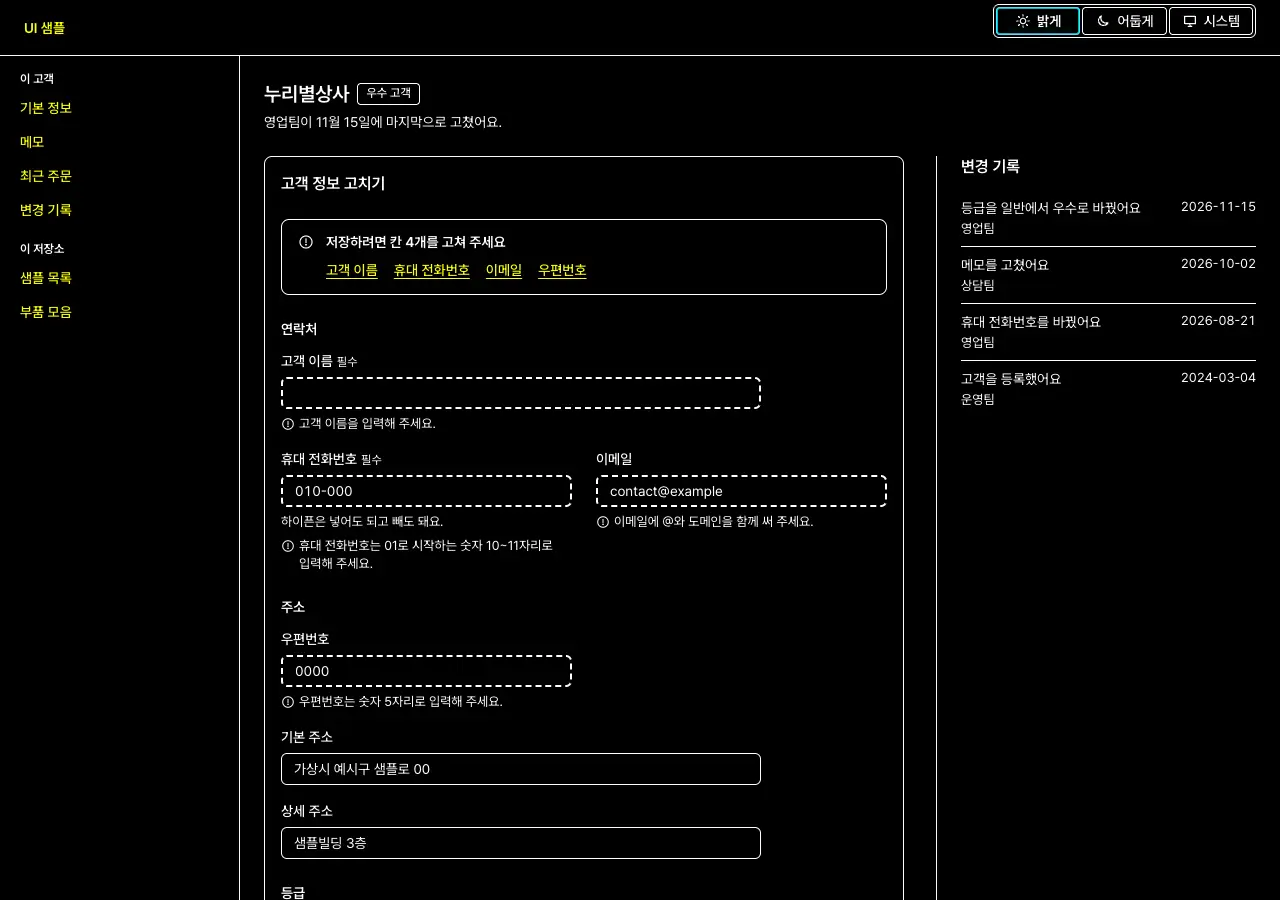 UI 샘플
밝게
어둡게
시스템
이 고객
기본 정보
메모
최근 주문
변경 기록
이 저장소
샘플 목록
부품 모음
누리별상사 우수 고객
영업팀이 11월 15일에 마지막으로 고쳤어요.
고객 정보 고치기
저장하려면 칸 4개를 고쳐 주세요
고객 이름 휴대 전화번호 이메일 우편번호
연락처
고객 이름 필수
고객 이름을 입력해 주세요.
휴대 전화번호 필수
010-000
하이픈은 넣어도 되고 빼도 돼요.
휴대 전화번호는 01로 시작하는 숫자 10~11자리로
입력해 주세요.
이메일
contact@example
이메일에 @와 도메인을 함께 써 주세요.
주소
우편번호
0000
우편번호는 숫자 5자리로 입력해 주세요.
기본 주소
가상시 예시구 샘플로 00
상세 주소
샘플빌딩 3층
등급
변경 기록
등급을 일반에서 우수로 바꿨어요 2026-11-15
영업팀
메모를 고쳤어요 2026-10-02
상담팀
휴대 전화번호를 바꿨어요 2026-08-21
영업팀
고객을 등록했어요 2024-03-04
운영팀